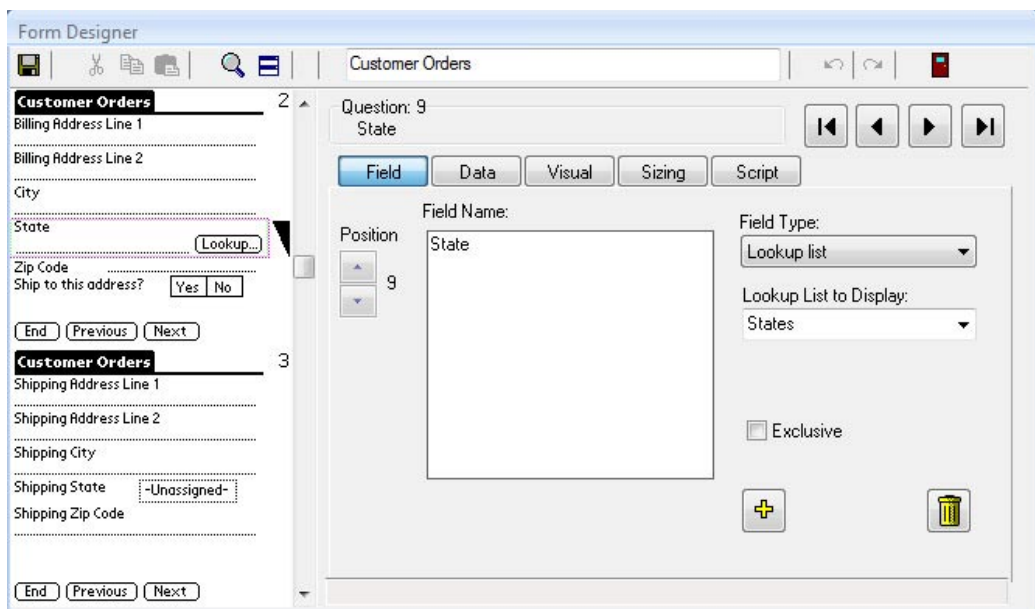 Form Designer
Customer Orders
Customer Orders 2
Billing Address Line 1
Billing Address Line 2
City
State
Lookup...
Zip Code
Ship to this address? Yes No
End Previous Next
Customer Orders 3
Shipping Address Line 1
Shipping Address Line 2
Shipping City
Shipping State -Unassigned-
Shipping Zip Code
End Previous Next
Question: 9
State
Field Data Visual Sizing Script
Field Name:
Position
9
State
Field Type:
Lookup list
Lookup List to Display:
States
Exclusive